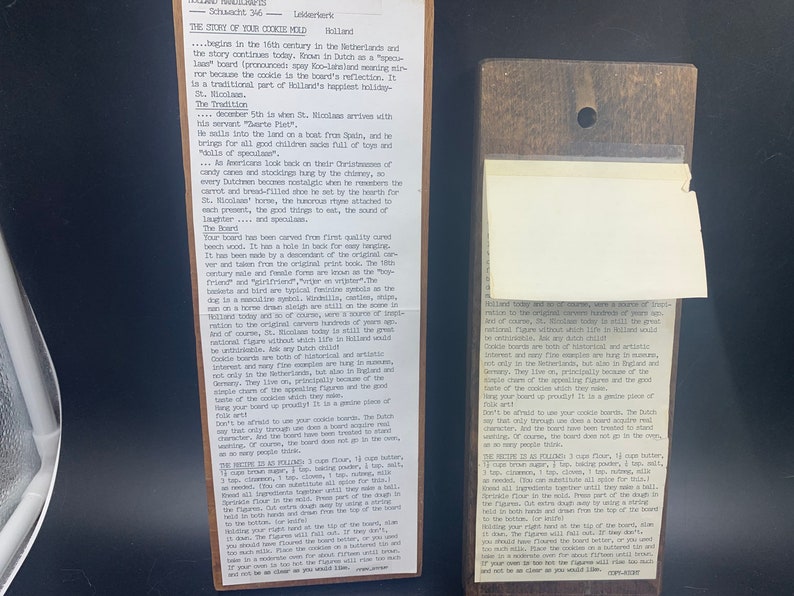 HOLLAND HANDICRAFTS
—— Schuwacht 346 —— Lekkerkerk
THE STORY OF YOUR COOKIE MOLD Holland
....begins in the 16th century in the Netherlands and
the story continues today. Known in Dutch as a "specu-
laas" board (pronounced: spay Koo-lahs)and meaning mir-
ror because the cookie is the board's reflection. It
is a traditional part of Holland's happiest holiday-
St. Nicolaas.
The Tradition
.... december 5th is when St. Nicolaas arrives with
his servant "Zwarte Piet".
He sails into the land on a boat from Spain, and he
brings for all good children sacks full of toys and
"dolls of speculaas".
... As Americans look back on their Christmasses of
candy canes and stockings hung by the chimney, so
every Dutchmen becomes nostalgic when he remembers the
carrot and bread-filled shoe he set by the hearth for
St. Nicolaas' horse, the humorous rhyme attached to
each present, the good things to eat, the sound of
laughter .... and speculaas.
The Board
Your board has been carved from first quality cured
beech wood. It has a hole in back for easy hanging.
It has been made by a descendant of the original car-
ver and taken from the original print book. The 18th
century male and female forms are known as the "boy-
friend" and "girlfriend","vrijer en vrijster".The
baskets and bird are typical feminine symbols as the
dog is a masculine symbol. Windmills, castles, ships,
man on a horse drawn sleigh are still on the scene in
Holland today and so of course, were a source of inspi-
ration to the original carvers hundreds of years ago.
And of course, St. Nicolaas today is still the great
national figure without which life in Holland would
be unthinkable. Ask any Dutch child!
Cookie boards are both of historical and artistic
interest and many fine examples are hung in museums,
not only in the Netherlands, but also in England and
Germany. They live on, principally because of the
simple charm of the appealing figures and the good
taste of the cookies which they make.
Hang your board up proudly! It is a genuine piece of
folk art!
Don't be afraid to use your cookie boards. The Dutch
say that only through use does a board acquire real
character. And the board have been treated to stand
washing. Of course, the board does not go in the oven,
as so many people think.
THE RECIPE IS AS FOLLOWS: 3 cups flour, 1½ cups butter,
1½ cups brown sugar, ½ tsp. baking powder, ½ tsp. salt,
3 tsp. cinammon, 1 tsp. cloves, 1 tsp. nutmeg, milk
as needed. (You can substitute all spice for this.)
Knead all ingredients together until they make a ball.
Sprinkle flour in the mold. Press part of the dough in
the figures. Cut extra dough away by using a string
held in both hands and drawn from the top of the board
to the bottom. (or knife)
Holding your right hand at the tip of the board, slam
it down. The figures will fall out. If they don't,
you should have floured the board better, or you used
too much milk. Place the cookies on a buttered tin and
bake in a moderate oven for about fifteen until brown.
If your oven is too hot the figures will rise too much
and not be as clear as you would like.
Holland today and so of course, were a source of inspi-
ration to the original carvers hundreds of years ago.
And of course, St. Nicolaas today is still the great
national figure without which life in Holland would
be unthinkable. Ask any Dutch child!
Cookie boards are both of historical and artistic
interest and many fine examples are hung in museums,
not only in the Netherlands, but also in England and
Germany. They live on, principally because of the
simple charm of the appealing figures and the good
taste of the cookies which they make.
Hang your board up proudly! It is a genuine piece of
folk art!
Don't be afraid to use your cookie boards. The Dutch
say that only through use does a board acquire real
character. And the board have been treated to stand
washing. Of course, the board does not go in the oven,
as so many people think.
THE RECIPE IS AS FOLLOWS: 3 cups flour, 1½ cups butter,
1½ cups brown sugar, ½ tsp. baking powder, ½ tsp. salt,
3 tsp. cinammon, 1 tsp. cloves, 1 tsp. nutmeg, milk
as needed. (You can substitute all spice for this.)
Knead all ingredients together until they make a ball.
Sprinkle flour in the mold. Press part of the dough in
the figures. Cut extra dough away by using a string
held in both hands and drawn from the top of the board
to the bottom. (or knife)
Holding your right hand at the tip of the board, slam
it down. The figures will fall out. If they don't,
you should have floured the board better, or you used
too much milk. Place the cookies on a buttered tin and
bake in a moderate oven for about fifteen until brown.
If your oven is too hot the figures will rise too much
and not be as clear as you would like. COPY-RIGHT